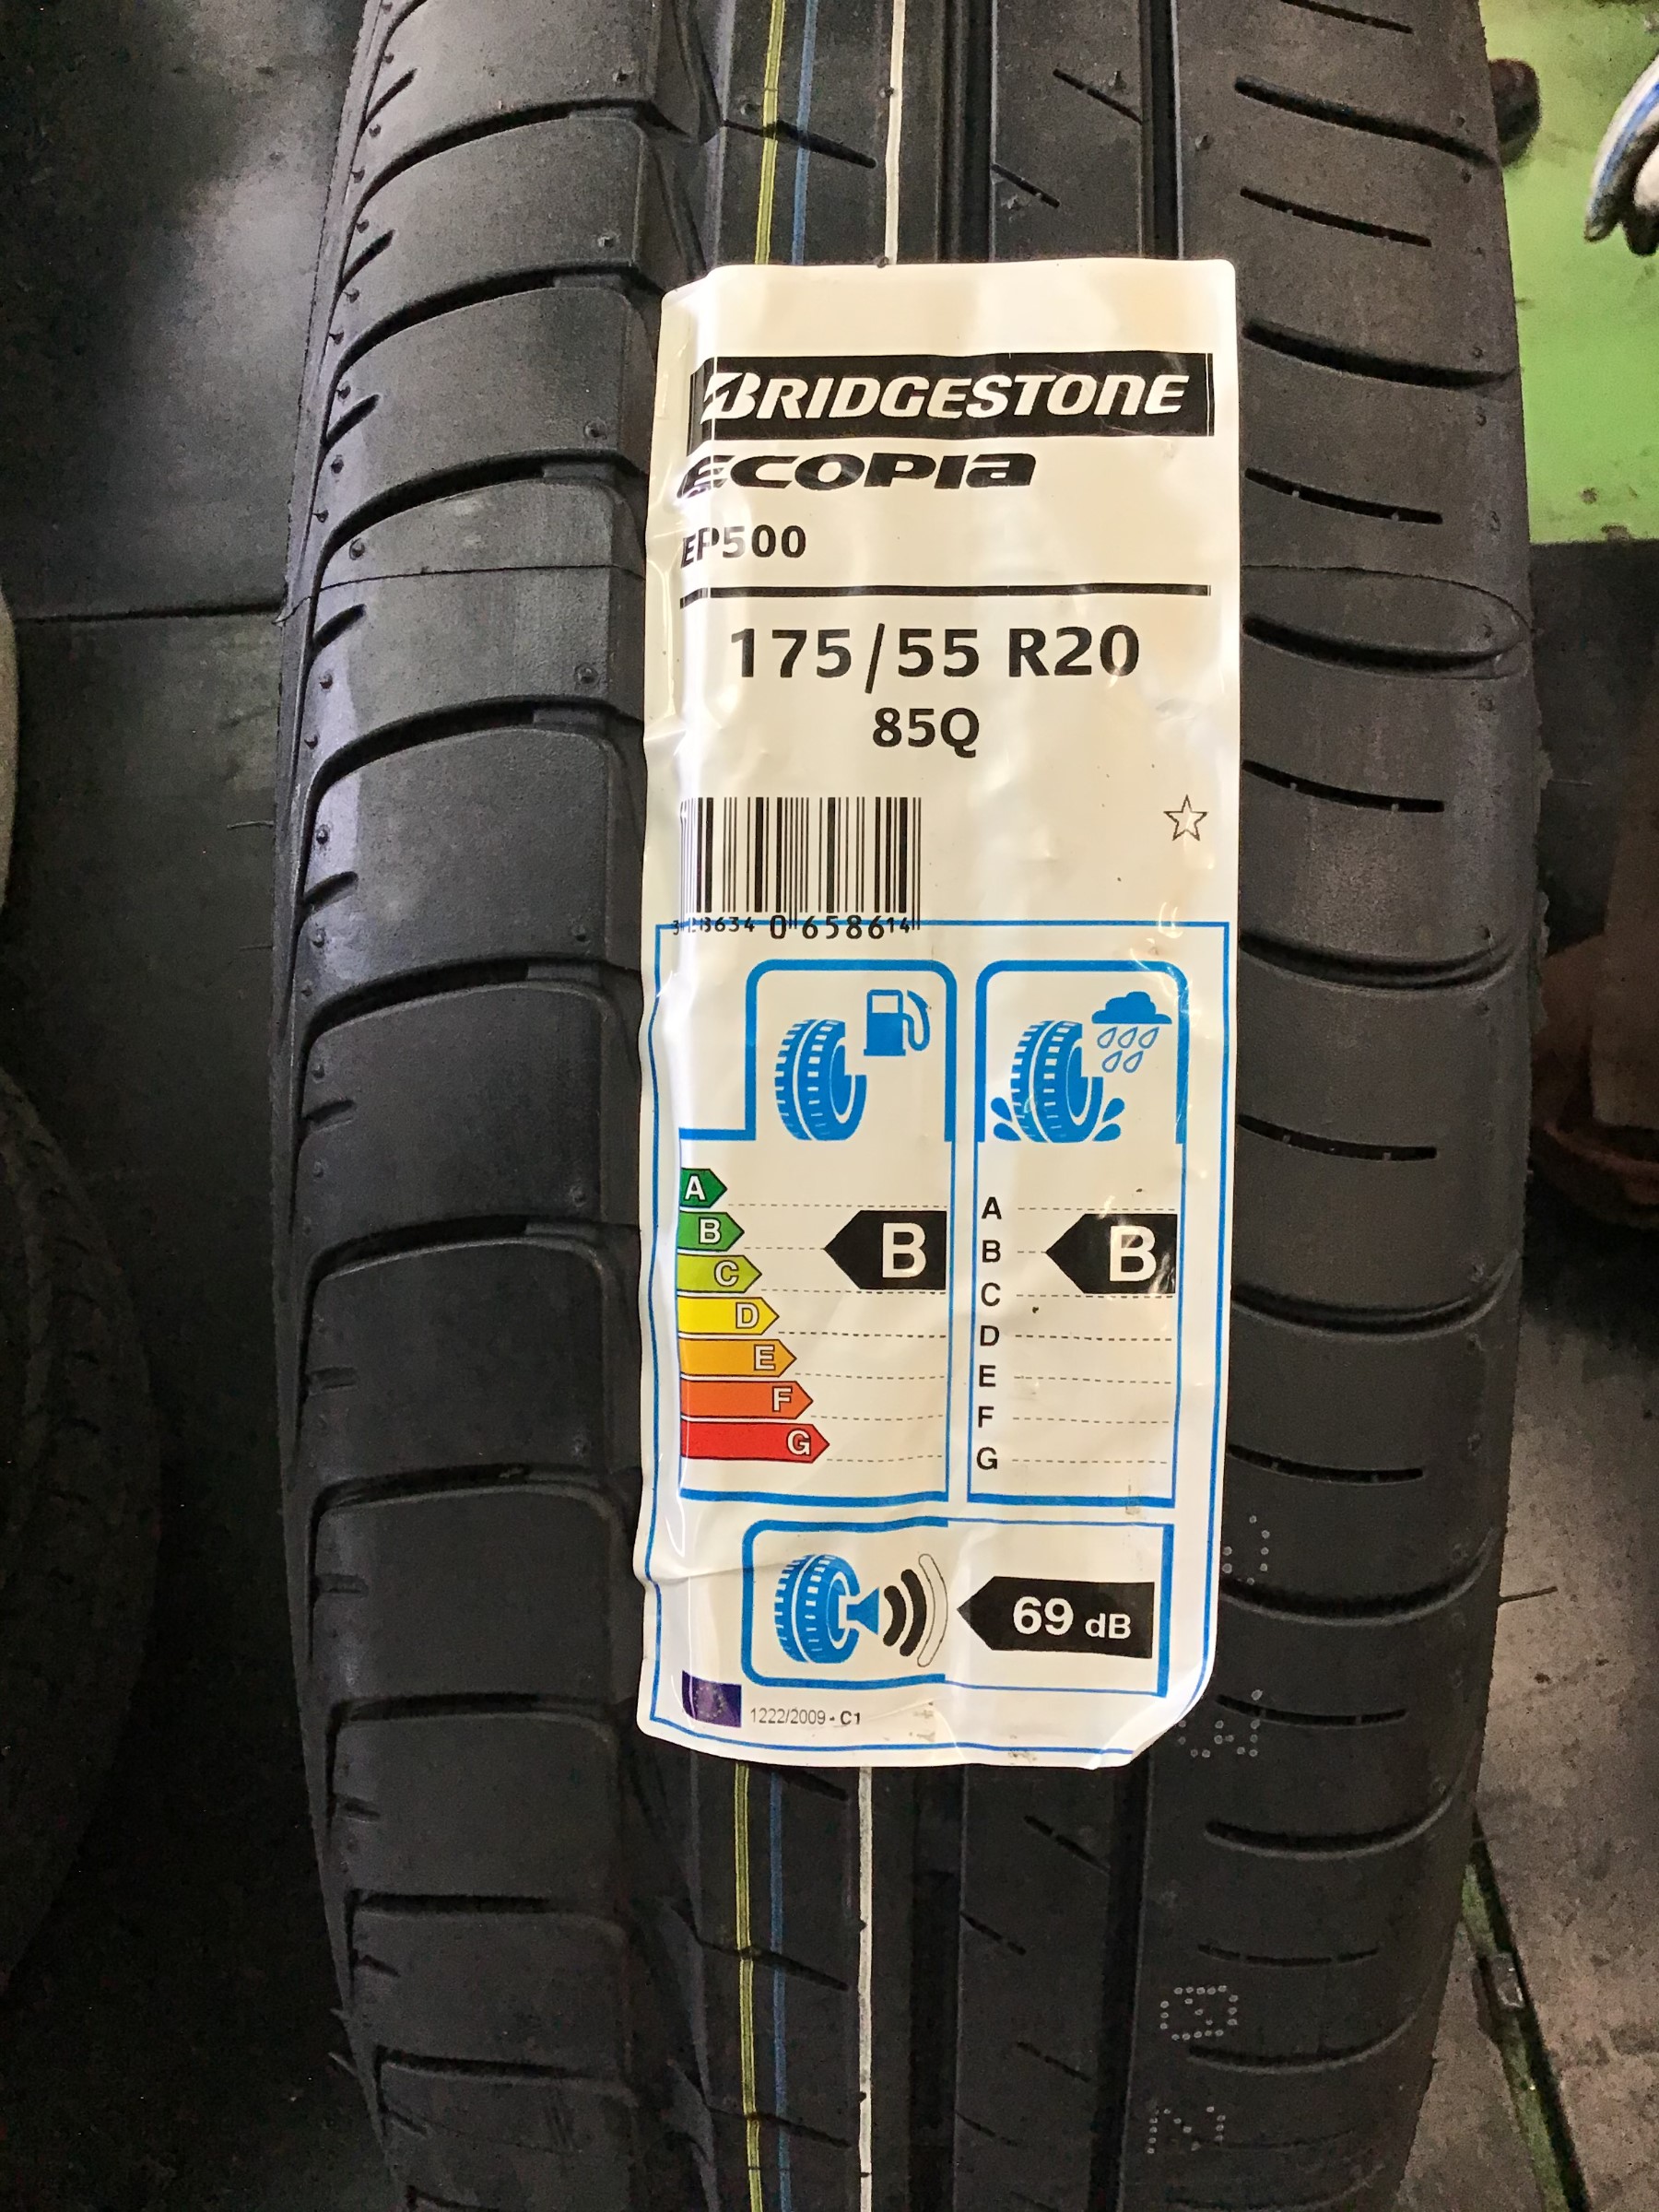 BRIDGESTONE
ECOPIA
EP500
175/55 R20
85Q
A
B
C
D
E
F
G
B
A
B
C
D
E
F
G
B
69 dB
1222/2009 - C1